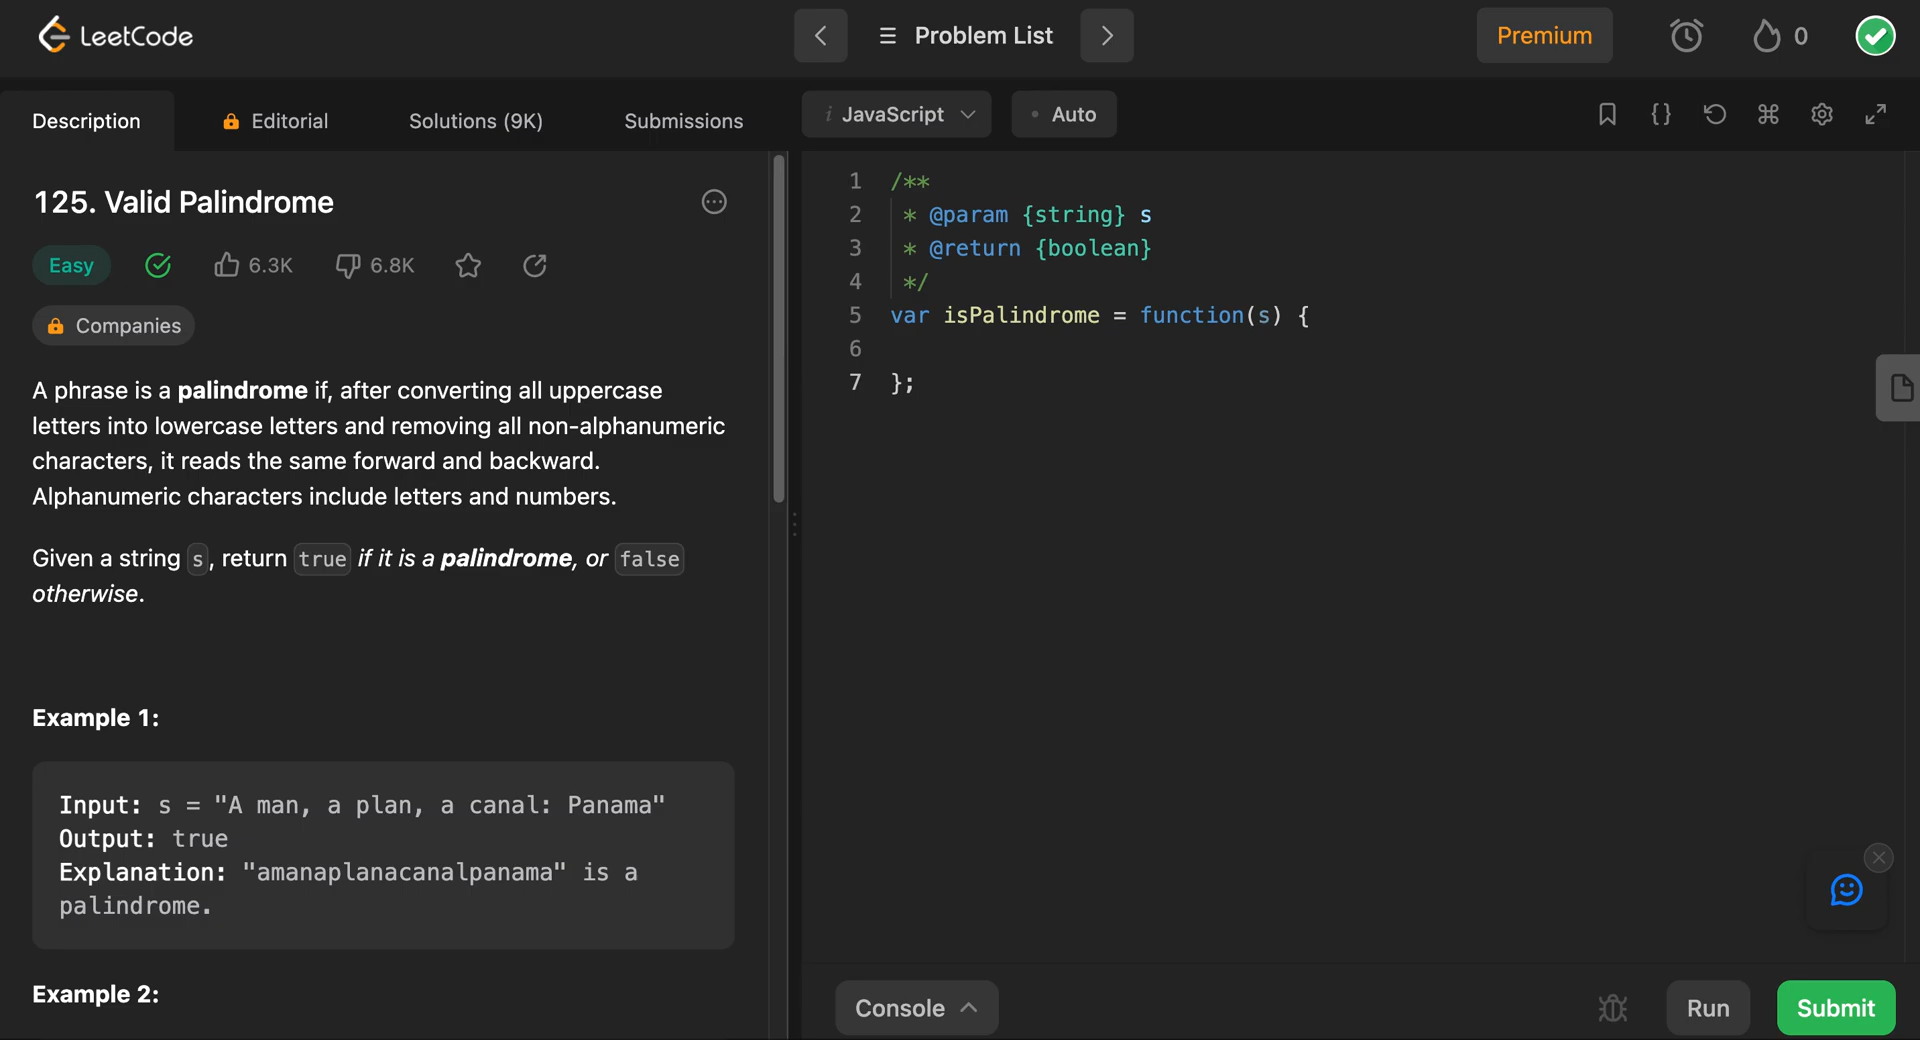 LeetCode
Problem List
Premium
0
Description
Editorial
Solutions (9K)
Submissions
i JavaScript
Auto
125. Valid Palindrome
Easy
6.3K
6.8K
Companies
A phrase is a palindrome if, after converting all uppercase
letters into lowercase letters and removing all non-alphanumeric
characters, it reads the same forward and backward.
Alphanumeric characters include letters and numbers.
Given a string s, return true if it is a palindrome, or false
otherwise.
Example 1:
Input: s = "A man, a plan, a canal: Panama"
Output: true
Explanation: "amanaplanacanalpanama" is a
palindrome.
Example 2:
1 /**
2 * @param {string} s
3 * @return {boolean}
4 */
5 var isPalindrome = function(s) {
6
7 };
Console
Run
Submit